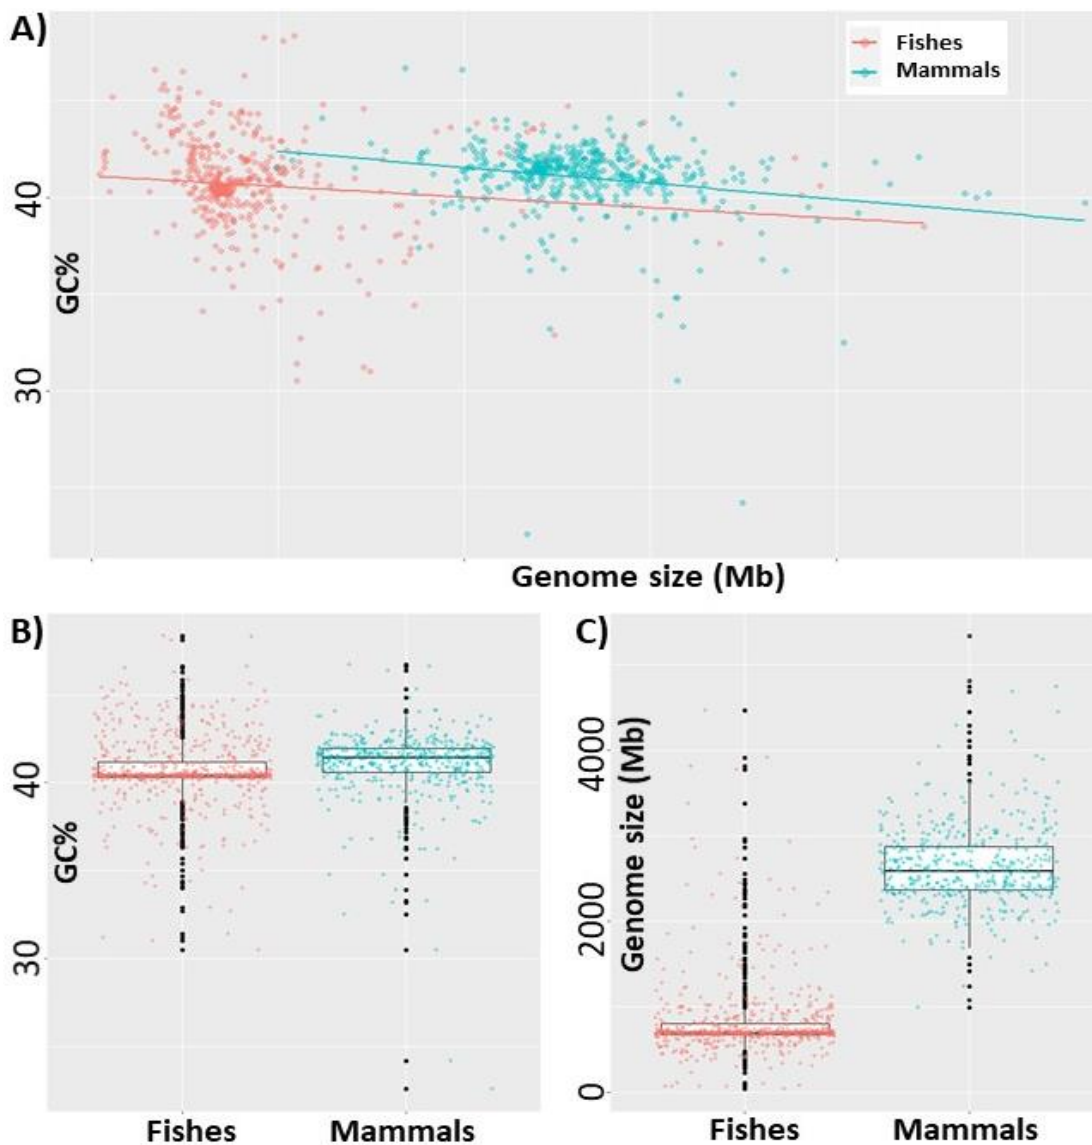 A)
Fishes
Mammals
40
30
GC%
Genome size (Mb)
B)
40
30
GC%
Fishes
Mammals
C)
4000
2000
0
Genome size (Mb)
Fishes
Mammals